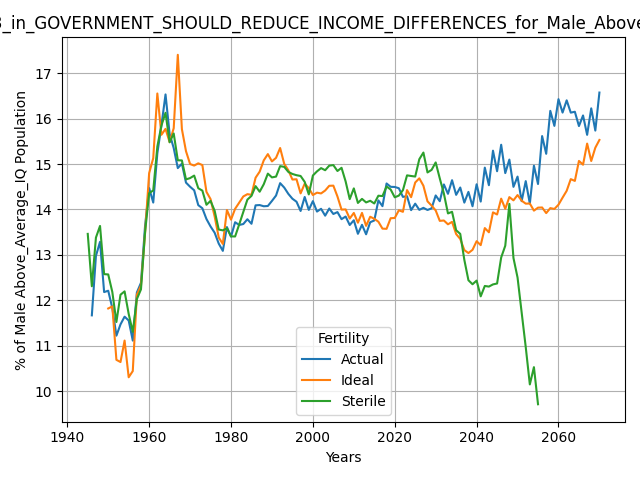 3_in_GOVERNMENT_SHOULD_REDUCE_INCOME_DIFFERENCES_for_Male_Above
% of Male Above_Average_IQ Population
17
16
15
14
13
12
11
10
Fertility
Actual
Ideal
Sterile
1940 1960 1980 2000 2020 2040 2060
Years